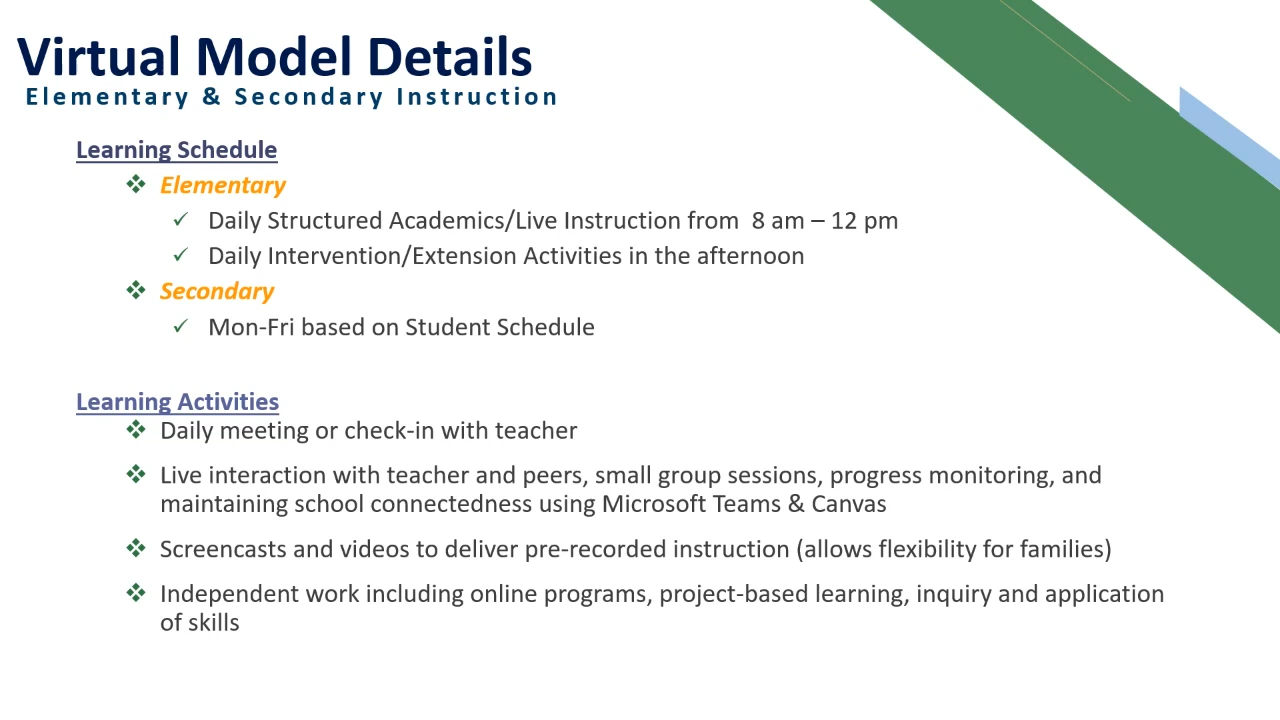 Virtual Model Details
Elementary & Secondary Instruction
Learning Schedule
Elementary
Daily Structured Academics/Live Instruction from 8 am – 12 pm
Daily Intervention/Extension Activities in the afternoon
Secondary
Mon-Fri based on Student Schedule
Learning Activities
Daily meeting or check-in with teacher
Live interaction with teacher and peers, small group sessions, progress monitoring, and
maintaining school connectedness using Microsoft Teams & Canvas
Screencasts and videos to deliver pre-recorded instruction (allows flexibility for families)
Independent work including online programs, project-based learning, inquiry and application
of skills